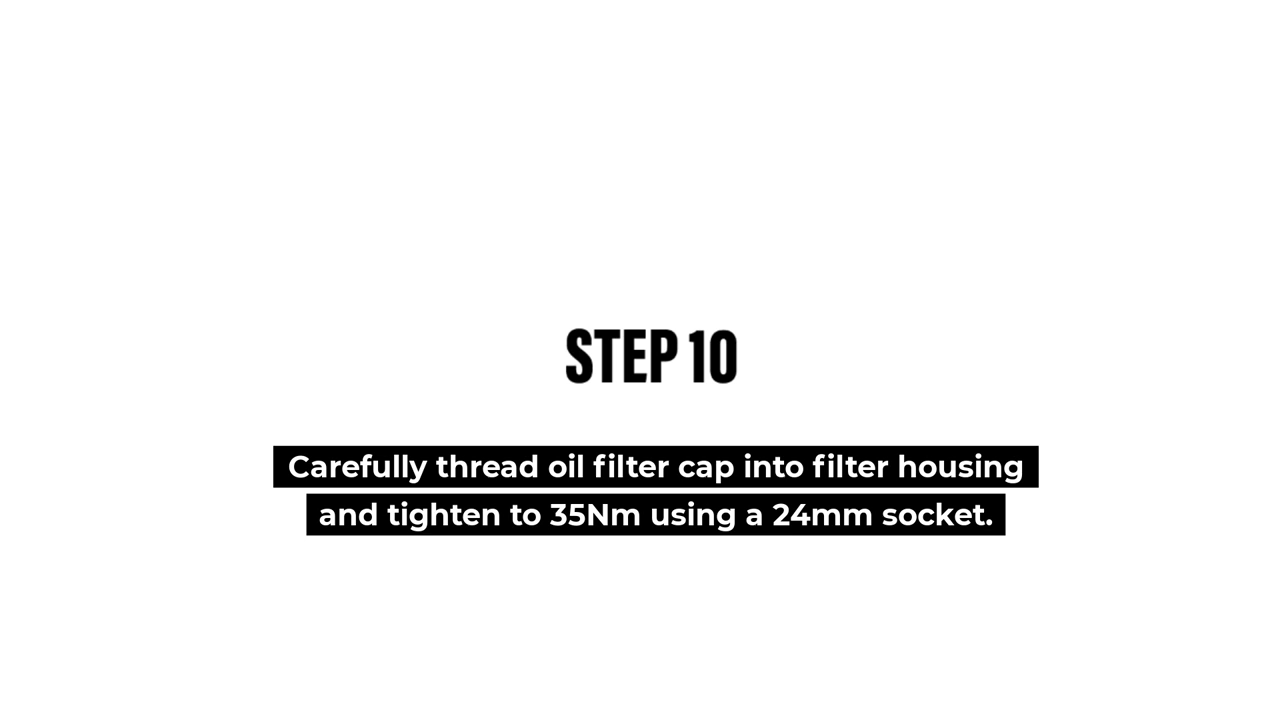 STEP 10
Carefully thread oil filter cap into filter housing
and tighten to 35Nm using a 24mm socket.